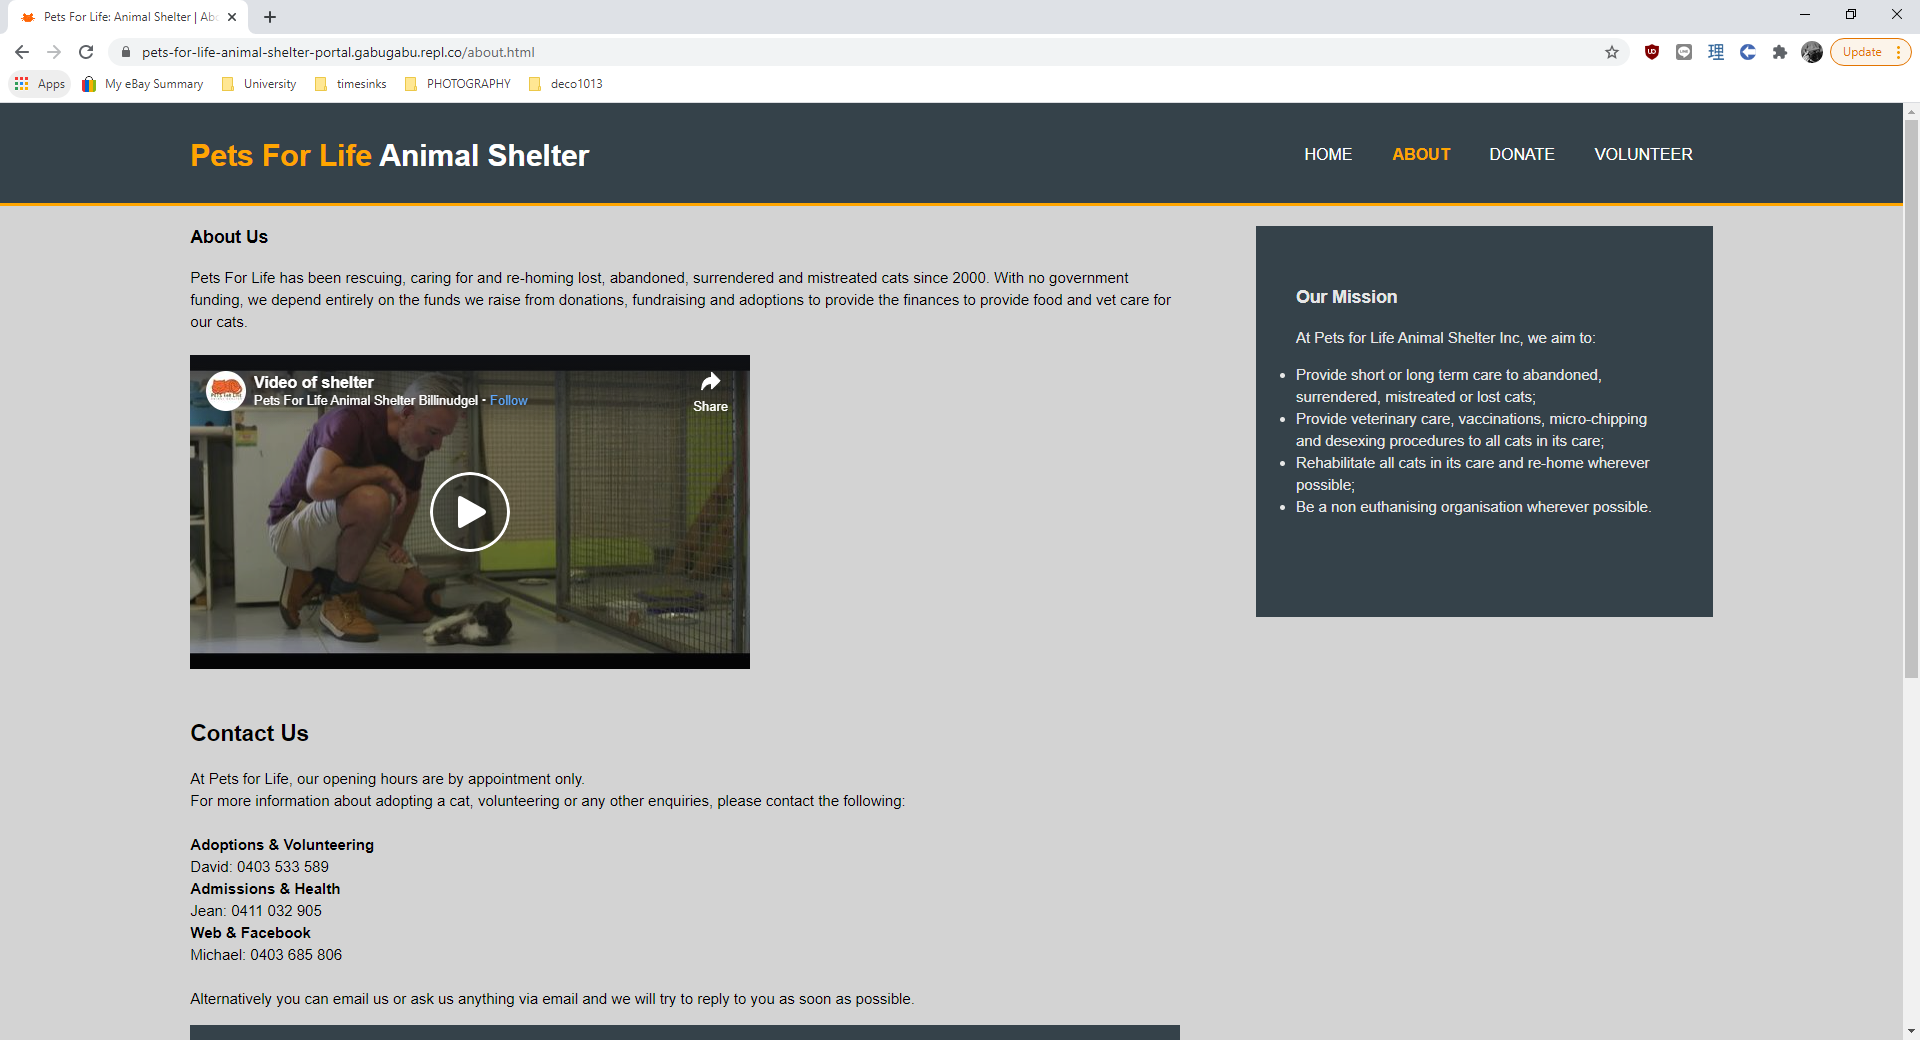 Pets For Life: Animal Shelter | Abo
pets-for-life-animal-shelter-portal.gabugabu.repl.co/about.html
Update
Apps
My eBay Summary
University
timesinks
PHOTOGRAPHY
deco1013
Pets For Life Animal Shelter
HOME
ABOUT
DONATE
VOLUNTEER
About Us
Pets For Life has been rescuing, caring for and re-homing lost, abandoned, surrendered and mistreated cats since 2000. With no government
funding, we depend entirely on the funds we raise from donations, fundraising and adoptions to provide the finances to provide food and vet care for
our cats.
Video of shelter
Pets For Life Animal Shelter Billinudgel · Follow
Share
Contact Us
At Pets for Life, our opening hours are by appointment only.
For more information about adopting a cat, volunteering or any other enquiries, please contact the following:
Adoptions & Volunteering
David: 0403 533 589
Admissions & Health
Jean: 0411 032 905
Web & Facebook
Michael: 0403 685 806
Alternatively you can email us or ask us anything via email and we will try to reply to you as soon as possible.
Our Mission
At Pets for Life Animal Shelter Inc, we aim to:
• Provide short or long term care to abandoned,
surrendered, mistreated or lost cats;
• Provide veterinary care, vaccinations, micro-chipping
and desexing procedures to all cats in its care;
• Rehabilitate all cats in its care and re-home wherever
possible;
• Be a non euthanising organisation wherever possible.